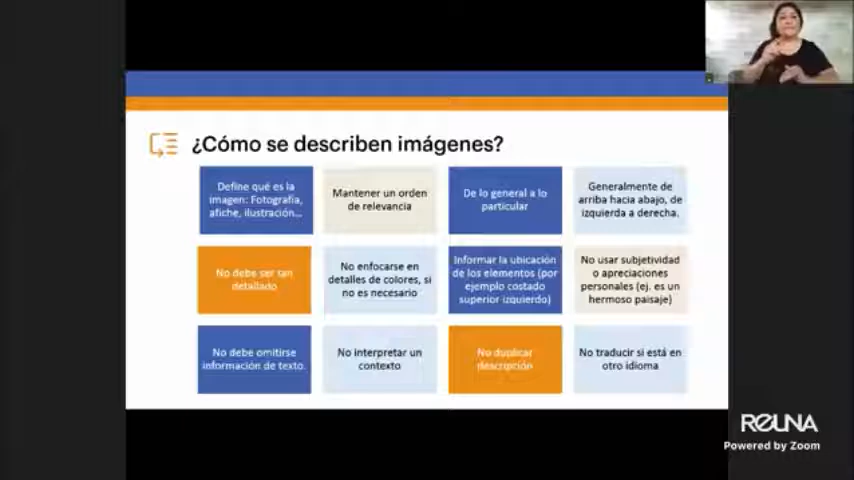 ¿Cómo se describen imágenes?
Define qué es la
imagen: Fotografía,
afiche, ilustración...
Mantener un orden
de relevancia
De lo general a lo
particular
Generalmente de
arriba hacia abajo, de
izquierda a derecha.
No debe ser tan
detallado
No enfocarse en
detalles de colores, si
no es necesario
Informar la ubicación
de los elementos (por
ejemplo costado
superior izquierdo)
No usar subjetividad
o apreciaciones
personales (ej. es un
hermoso paisaje)
No debe omitirse
información de texto.
No interpretar un
contexto
No duplicar
descripción
No traducir si está en
otro idioma
REUNA
Powered by Zoom